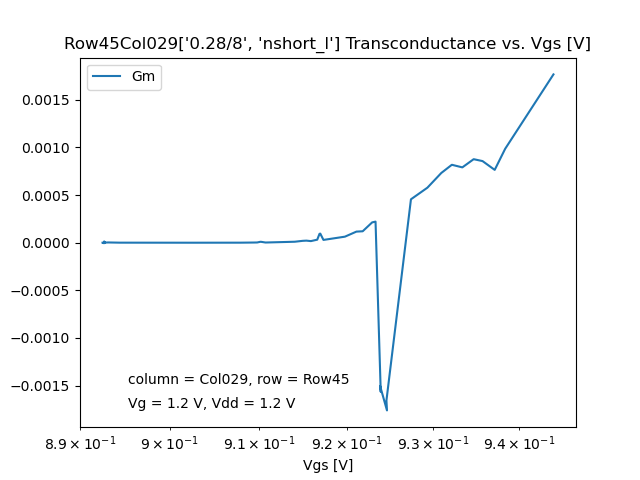 Row45Col029['0.28/8', 'nshort_l'] Transconductance vs. Vgs [V]
Gm
0.0015
0.0010
0.0005
0.0000
−0.0005
−0.0010
−0.0015
column = Col029, row = Row45
Vg = 1.2 V, Vdd = 1.2 V
8.9 × 10⁻¹ 9 × 10⁻¹ 9.1 × 10⁻¹ 9.2 × 10⁻¹ 9.3 × 10⁻¹ 9.4 × 10⁻¹
Vgs [V]